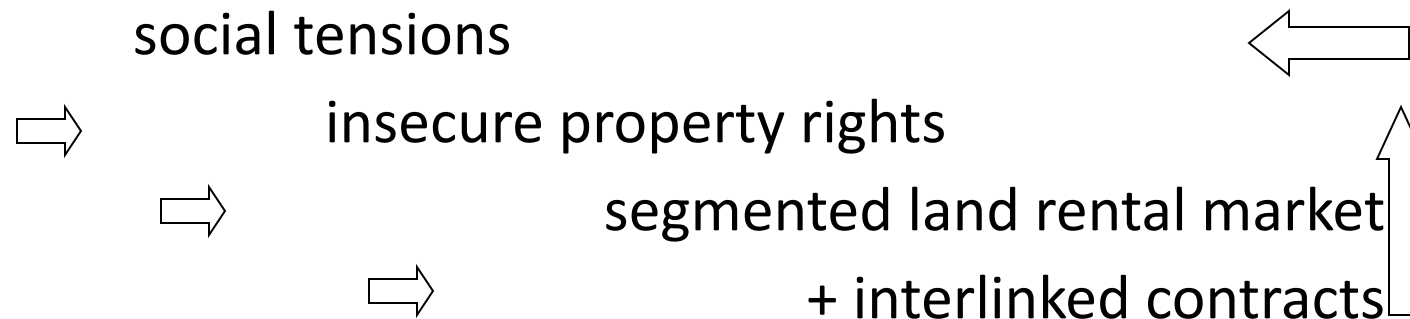 social tensions
insecure property rights
segmented land rental market
+ interlinked contracts